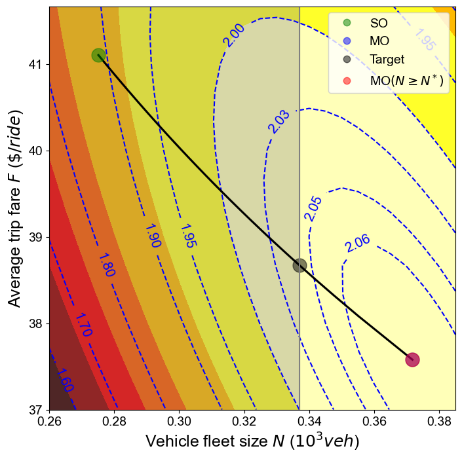 SO
MO
Target
MO(N ≥ N*)
1.95
2.00
2.03
2.05
2.06
1.95
1.90
1.80
1.70
1.60
41
40
39
38
37
Average trip fare F ($/ride)
0.26 0.28 0.30 0.32 0.34 0.36 0.38
Vehicle fleet size N (10³veh)